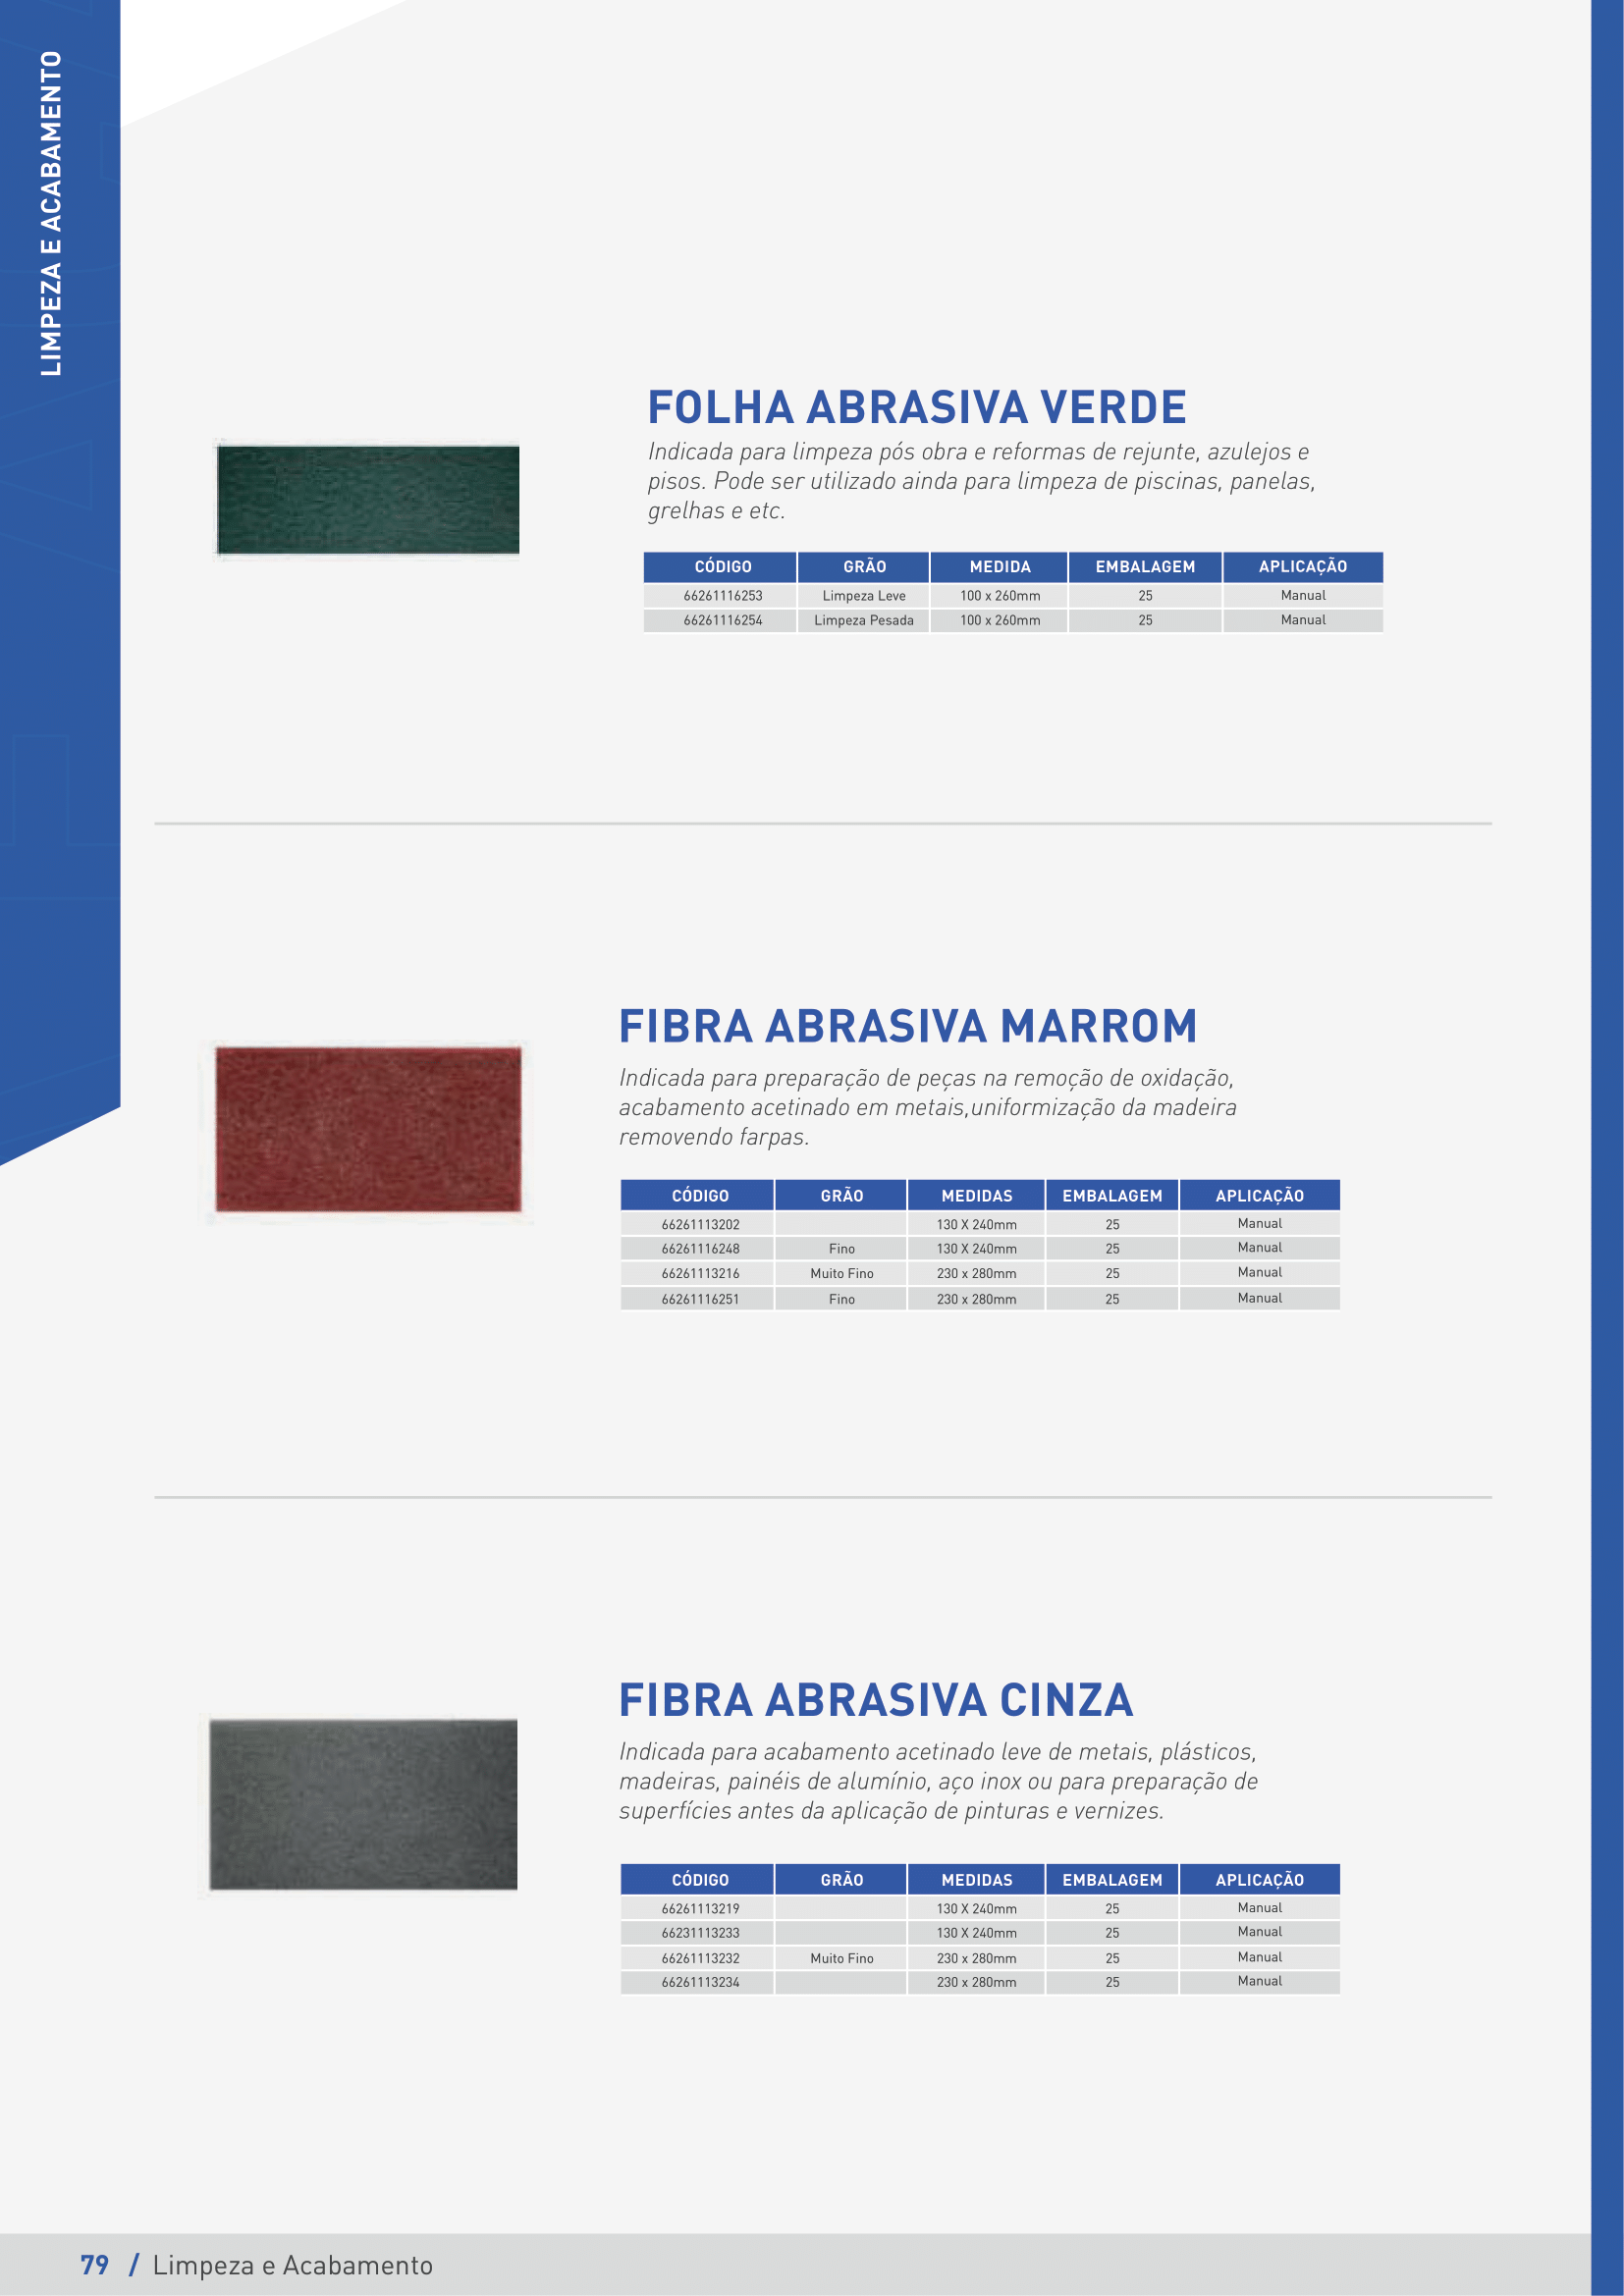 LIMPEZA E ACABAMENTO
FOLHA ABRASIVA VERDE
Indicada para limpeza pós obra e reformas de rejunte, azulejos e
pisos. Pode ser utilizado ainda para limpeza de piscinas, panelas,
grelhas e etc.
CÓDIGO GRÃO MEDIDA EMBALAGEM APLICAÇÃO
66261116253 Limpeza Leve 100 x 260mm 25 Manual
66261116254 Limpeza Pesada 100 x 260mm 25 Manual
FIBRA ABRASIVA MARROM
Indicada para preparação de peças na remoção de oxidação,
acabamento acetinado em metais,uniformização da madeira
removendo farpas.
CÓDIGO GRÃO MEDIDAS EMBALAGEM APLICAÇÃO
66261113202 130 X 240mm 25 Manual
66261116248 Fino 130 X 240mm 25 Manual
66261113216 Muito Fino 230 x 280mm 25 Manual
66261116251 Fino 230 x 280mm 25 Manual
FIBRA ABRASIVA CINZA
Indicada para acabamento acetinado leve de metais, plásticos,
madeiras, painéis de alumínio, aço inox ou para preparação de
superfícies antes da aplicação de pinturas e vernizes.
CÓDIGO GRÃO MEDIDAS EMBALAGEM APLICAÇÃO
66261113219 130 X 240mm 25 Manual
66231113233 130 X 240mm 25 Manual
66261113232 Muito Fino 230 x 280mm 25 Manual
66261113234 230 x 280mm 25 Manual
79 / Limpeza e Acabamento